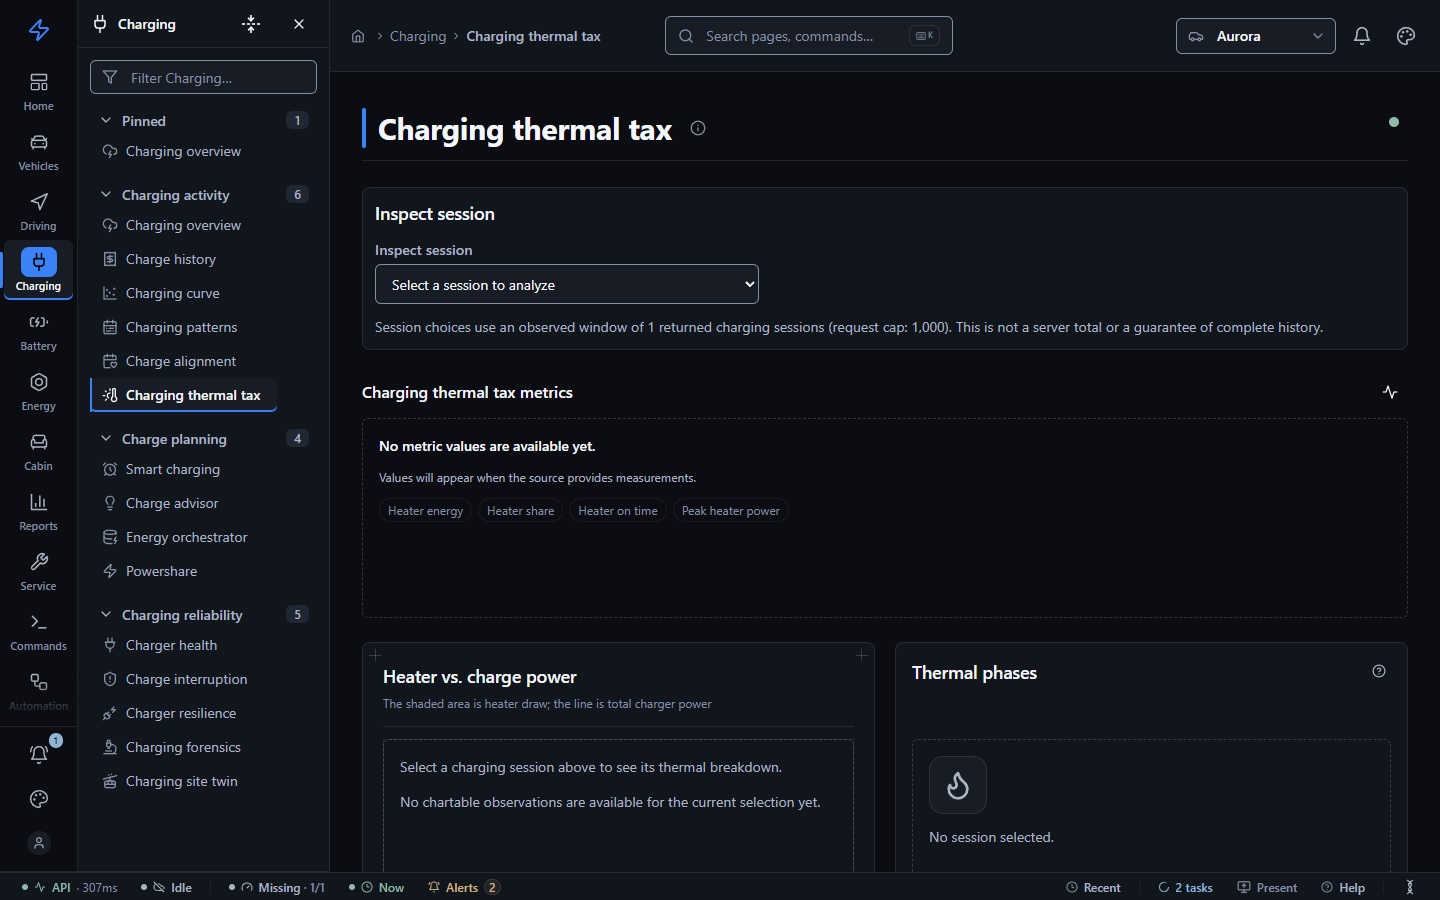 Home
Vehicles
Driving
Charging
Battery
Energy
Cabin
Reports
Service
Commands
Automation
1
Charging
Filter Charging...
Pinned 1
Charging overview
Charging activity 6
Charging overview
Charge history
Charging curve
Charging patterns
Charge alignment
Charging thermal tax
Charge planning 4
Smart charging
Charge advisor
Energy orchestrator
Powershare
Charging reliability 5
Charger health
Charge interruption
Charger resilience
Charging forensics
Charging site twin
Charging Charging thermal tax
Search pages, commands... K
Aurora
Charging thermal tax
Inspect session
Inspect session
Select a session to analyze
Session choices use an observed window of 1 returned charging sessions (request cap: 1,000). This is not a server total or a guarantee of complete history.
Charging thermal tax metrics
No metric values are available yet.
Values will appear when the source provides measurements.
Heater energy Heater share Heater on time Peak heater power
Heater vs. charge power
The shaded area is heater draw; the line is total charger power
Select a charging session above to see its thermal breakdown.
No chartable observations are available for the current selection yet.
Thermal phases
No session selected.
API · 307ms Idle Missing · 1/1 Now Alerts 2 Recent 2 tasks Present Help